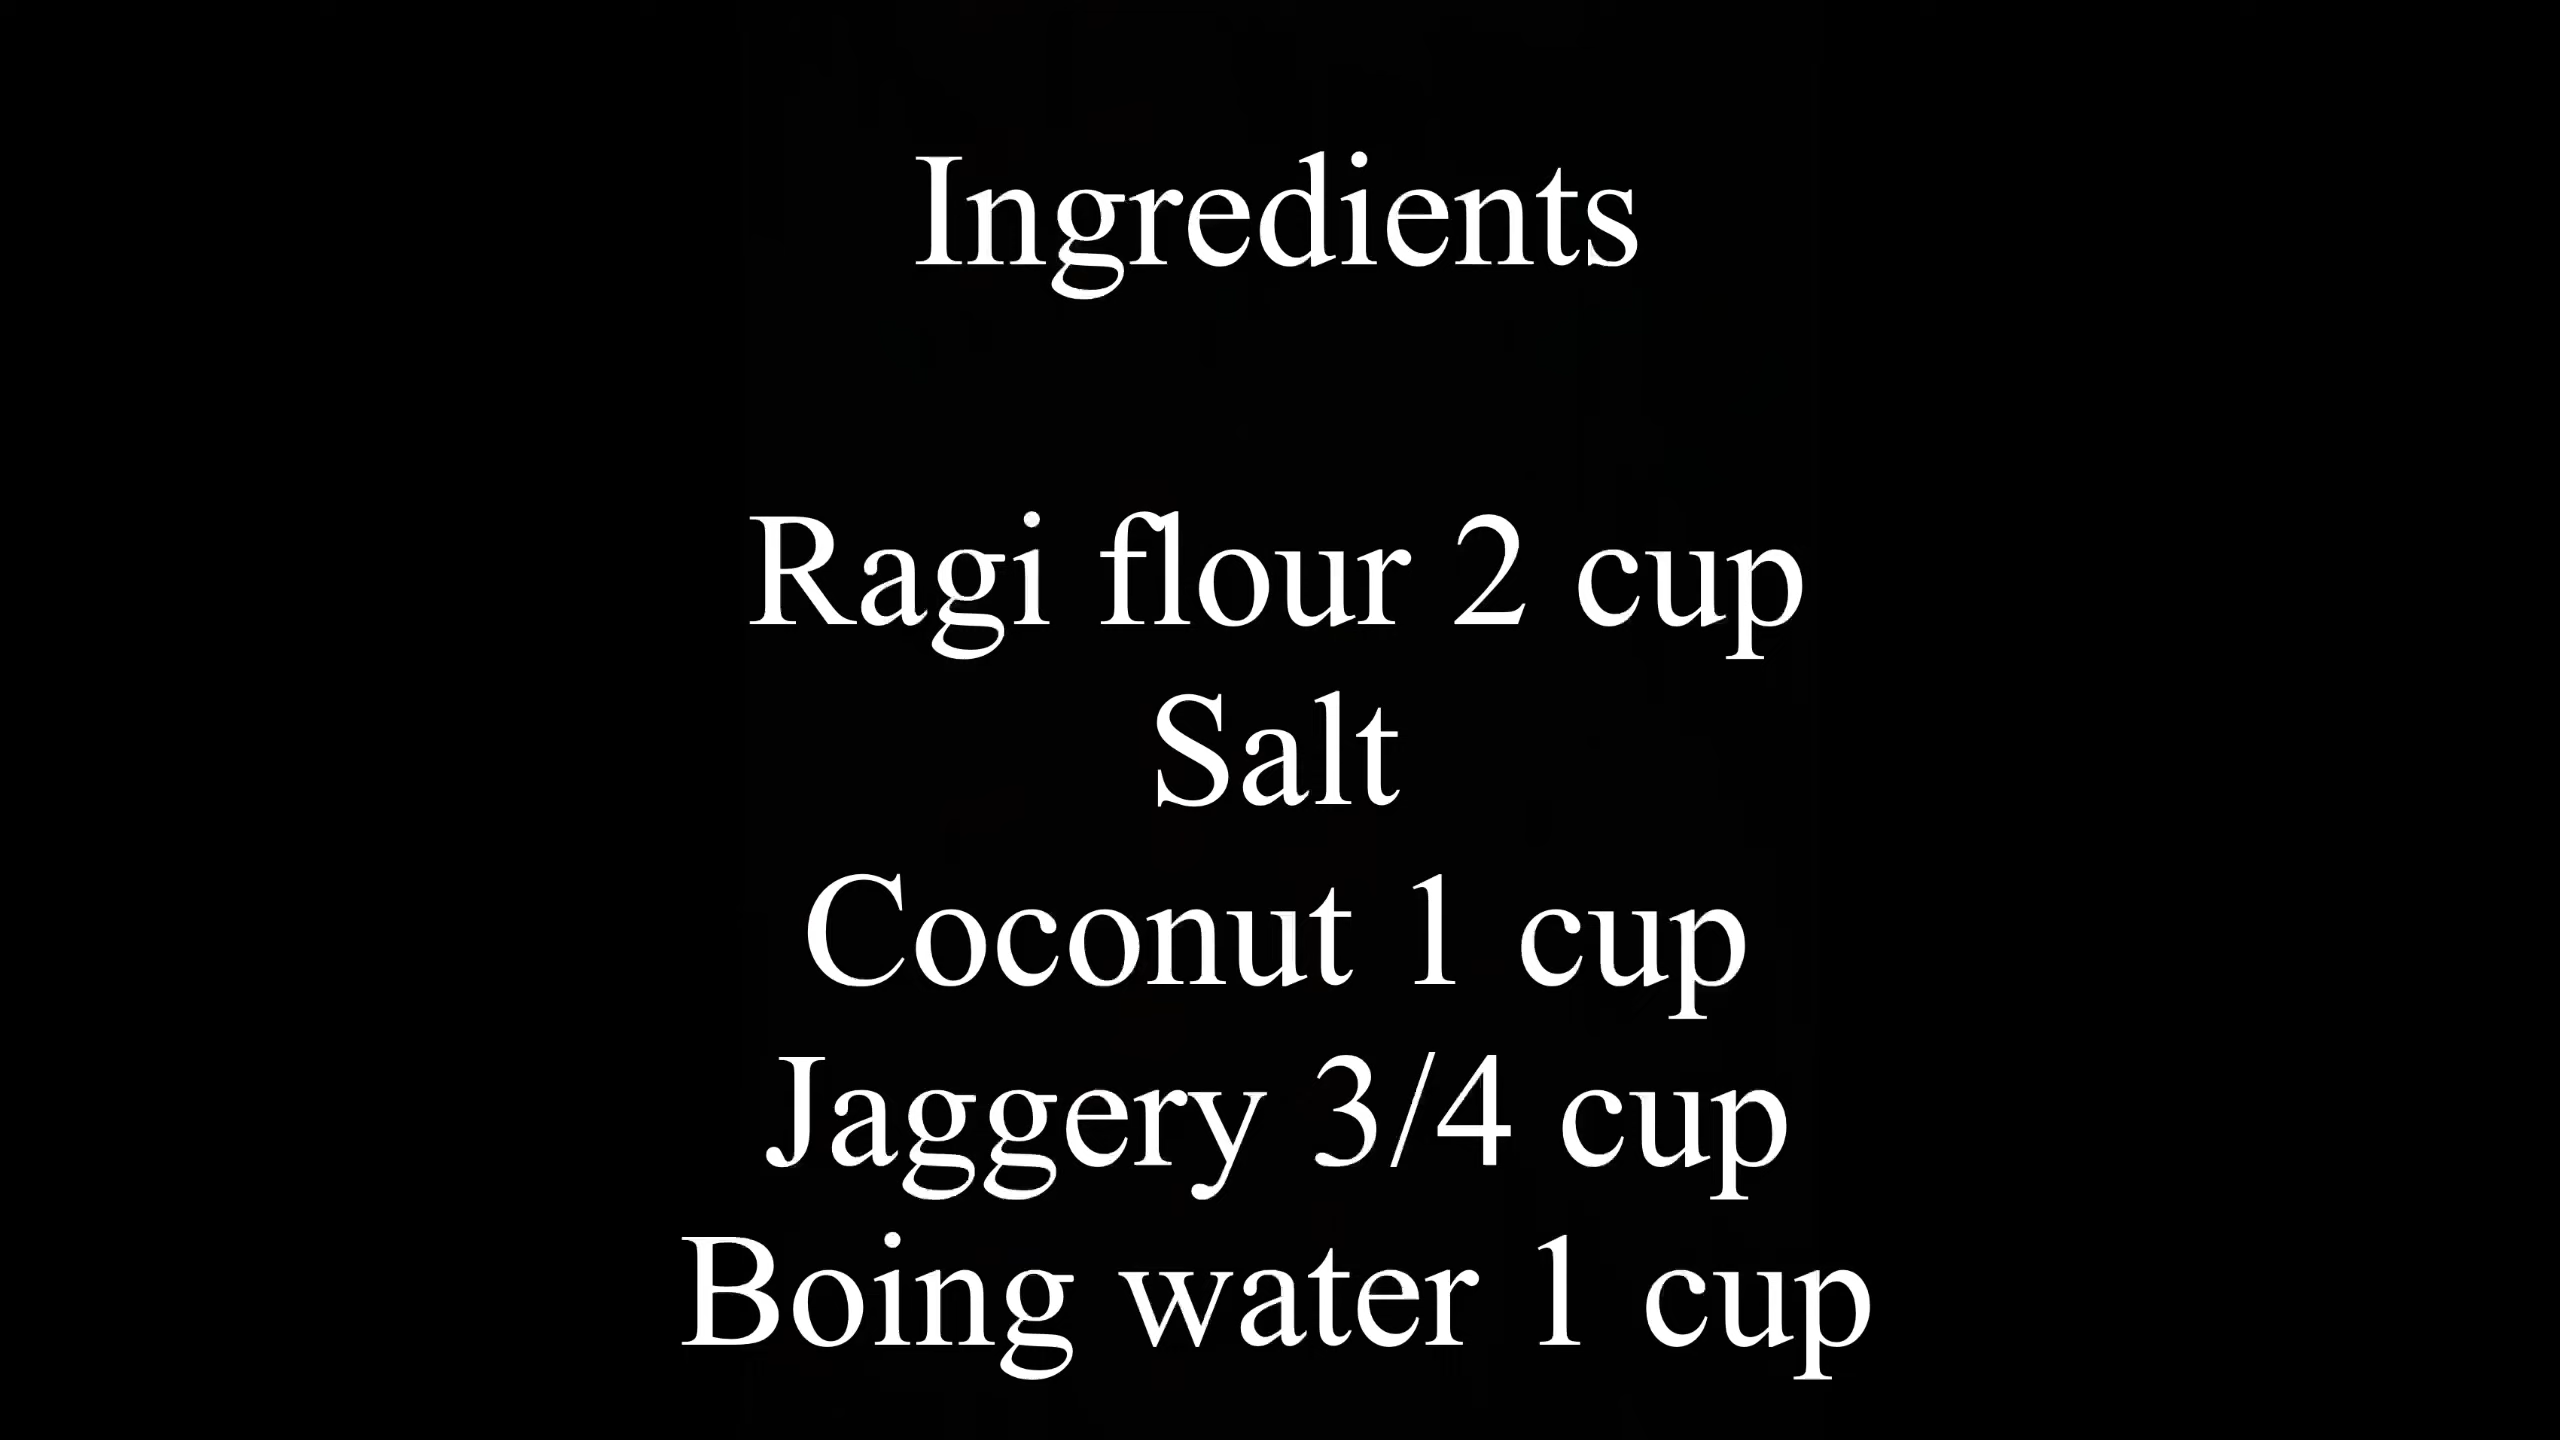 Ingredients
Ragi flour 2 cup
Salt
Coconut 1 cup
Jaggery 3/4 cup
Boing water 1 cup